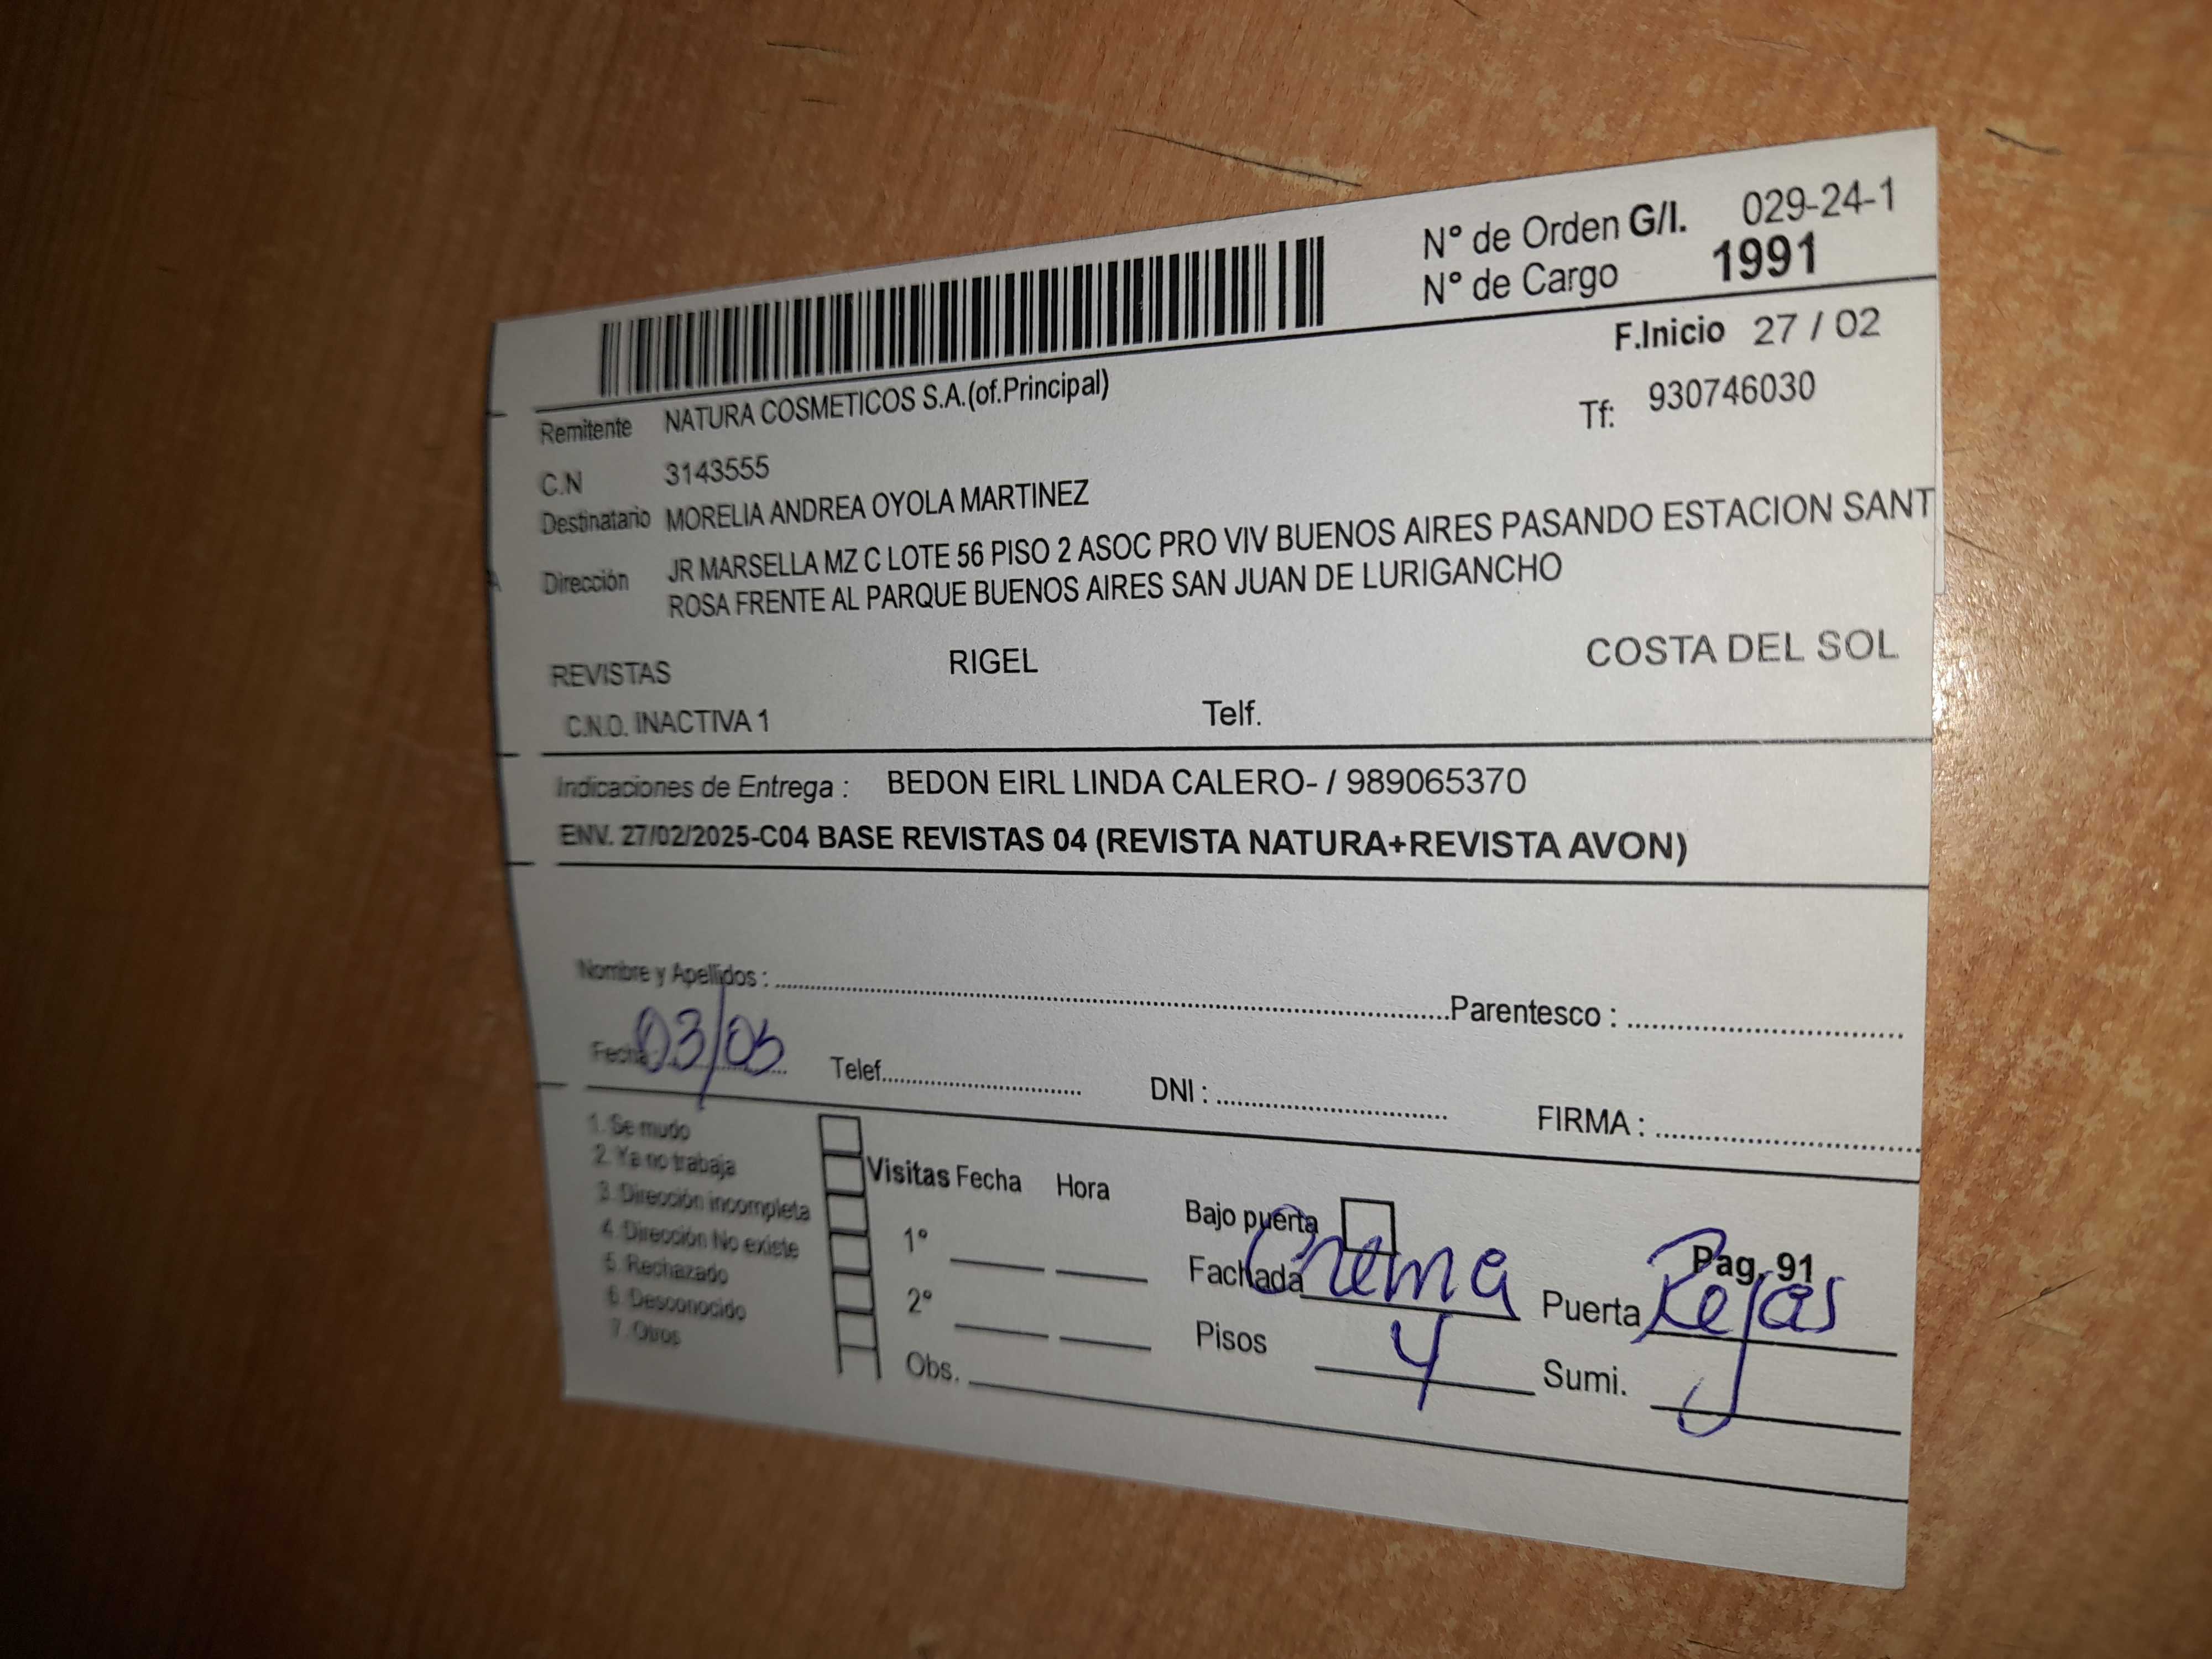 N° de Orden G/I. 029-24-1
N° de Cargo 1991
F.Inicio 27 / 02
Remitente NATURA COSMETICOS S.A.(of.Principal)
Tf: 930746030
C.N 3143555
Destinatario MORELIA ANDREA OYOLA MARTINEZ
Dirección JR MARSELLA MZ C LOTE 56 PISO 2 ASOC PRO VIV BUENOS AIRES PASANDO ESTACION SANT
ROSA FRENTE AL PARQUE BUENOS AIRES SAN JUAN DE LURIGANCHO
REVISTAS RIGEL COSTA DEL SOL
C.N.O. INACTIVA 1 Telf.
Indicaciones de Entrega : BEDON EIRL LINDA CALERO- / 989065370
ENV. 27/02/2025-C04 BASE REVISTAS 04 (REVISTA NATURA+REVISTA AVON)
Nombre y Apellidos : Parentesco :
Fecha: 03/03 Telef. DNI : FIRMA :
1. Se mudo
2. Ya no trabaja
3. Dirección incompleta
4. Dirección No existe
5. Rechazado
6. Desconocido
7. Otros
Visitas Fecha Hora
1°
2°
Obs.
Bajo puerta Pag. 91
Fachada Crema Puerta Rejas
Pisos 4 Sumi.